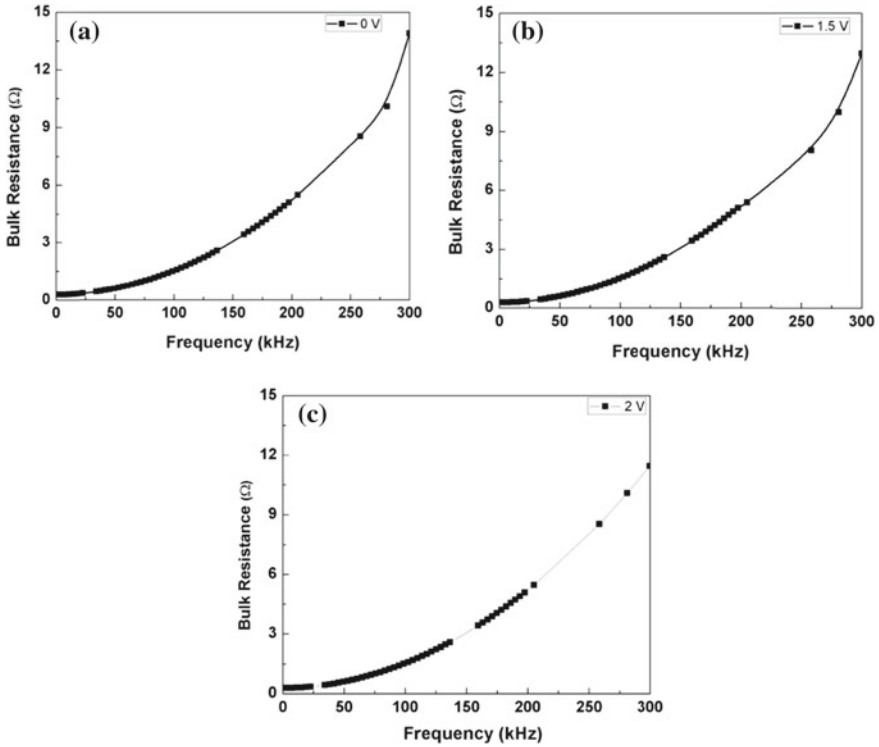 (a)
0 V
15
12
9
6
3
0
Bulk Resistance (Ω)
0 50 100 150 200 250 300
Frequency (kHz)
(b)
1.5 V
15
12
9
6
3
0
Bulk Resistance (Ω)
0 50 100 150 200 250 300
Frequency (kHz)
(c)
2 V
15
12
9
6
3
0
Bulk Resistance (Ω)
0 50 100 150 200 250 300
Frequency (kHz)